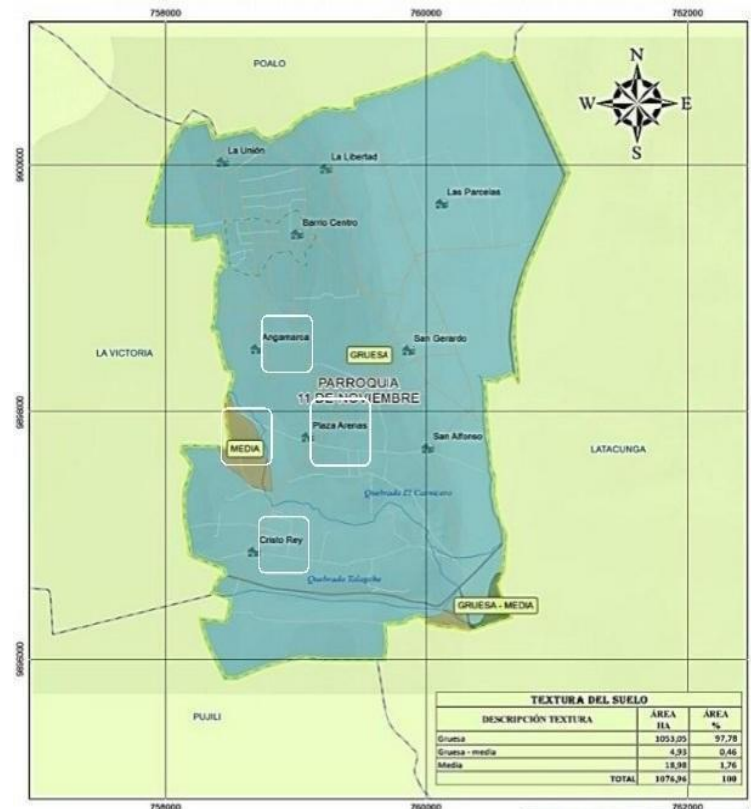 758000 760000 762000
POALO
N
W E
S
9900000
La Unión
La Libertad
Las Parcelas
Barrio Centro
Angamarca
San Gerardo
LA VICTORIA
GRUESA
PARROQUIA
11 DE NOVIEMBRE
9898000
Plaza Arenas
San Alfonso
MEDIA
LATACUNGA
Quebrada El Carnicero
Cristo Rey
Quebrada Talapche
GRUESA - MEDIA
9896000
PUJILI
TEXTURA DEL SUELO
DESCRIPCIÓN TEXTURA ÁREA HA ÁREA %
Gruesa 1053,05 97,78
Gruesa - media 4,93 0,46
Media 18,98 1,76
TOTAL 1076,96 100
758000 760000 762000